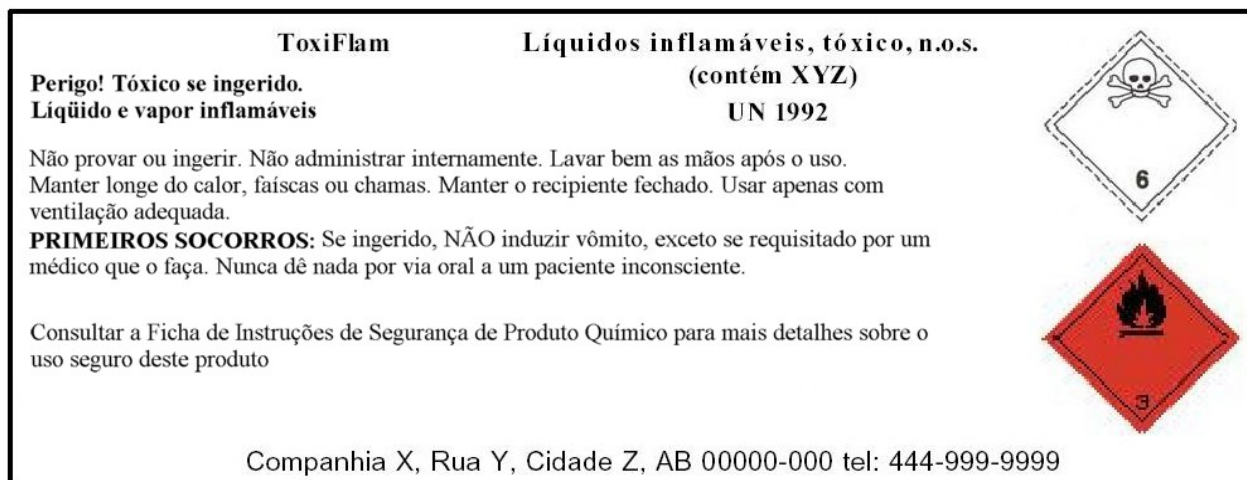 ToxiFlam
Perigo! Tóxico se ingerido.
Líqüido e vapor inflamáveis
Líquidos inflamáveis, tóxico, n.o.s.
(contém XYZ)
UN 1992
Não provar ou ingerir. Não administrar internamente. Lavar bem as mãos após o uso.
Manter longe do calor, faíscas ou chamas. Manter o recipiente fechado. Usar apenas com
ventilação adequada.
PRIMEIROS SOCORROS: Se ingerido, NÃO induzir vômito, exceto se requisitado por um
médico que o faça. Nunca dê nada por via oral a um paciente inconsciente.
Consultar a Ficha de Instruções de Segurança de Produto Químico para mais detalhes sobre o
uso seguro deste produto
6
3
Companhia X, Rua Y, Cidade Z, AB 00000-000 tel: 444-999-9999